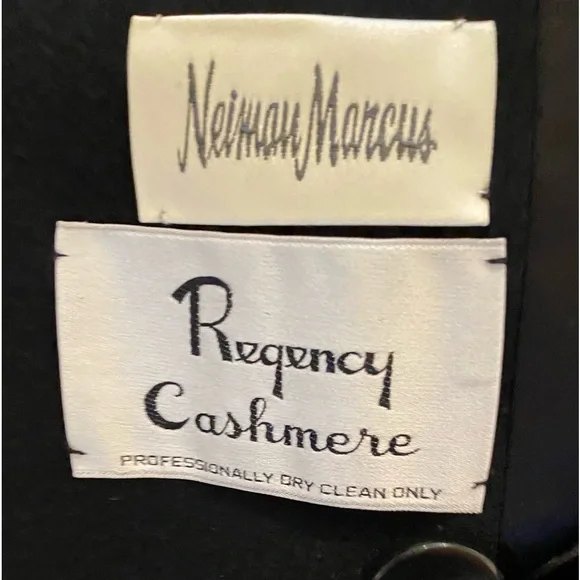 Neiman Marcus
Regency
Cashmere
PROFESSIONALLY DRY CLEAN ONLY